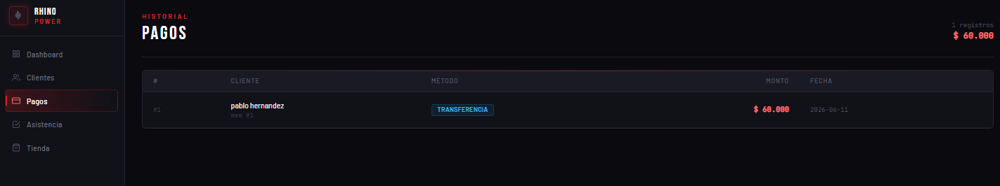 RHINO
POWER
Dashboard
Clientes
Pagos
Asistencia
Tienda
HISTORIAL
PAGOS
1 registros
$ 60.000
# CLIENTE MÉTODO MONTO FECHA
#1 pablo hernandez TRANSFERENCIA $ 60.000 2026-06-11
mem #1